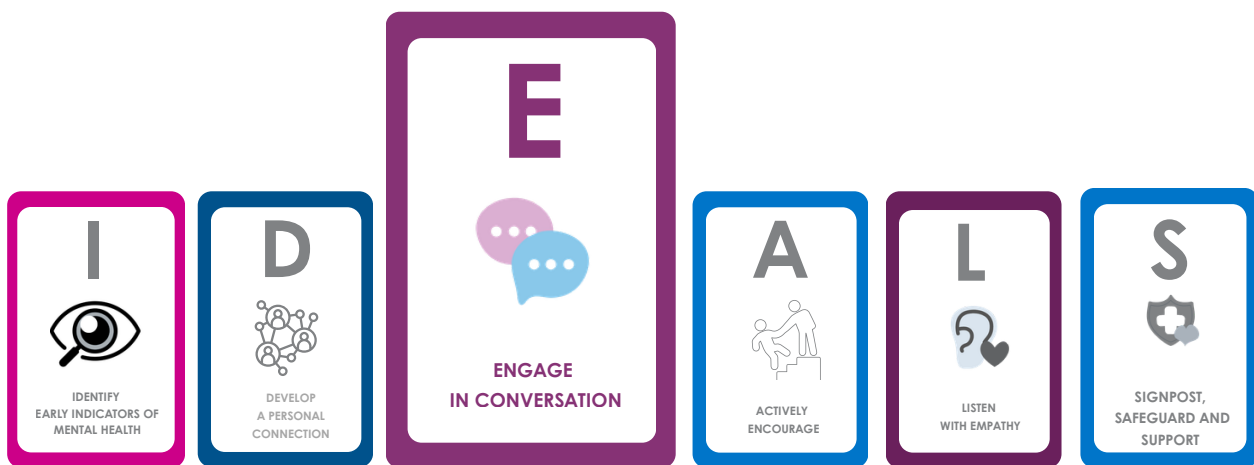 I
IDENTIFY
EARLY INDICATORS OF
MENTAL HEALTH
D
DEVELOP
A PERSONAL
CONNECTION
E
ENGAGE
IN CONVERSATION
A
ACTIVELY
ENCOURAGE
L
LISTEN
WITH EMPATHY
S
SIGNPOST,
SAFEGUARD AND
SUPPORT